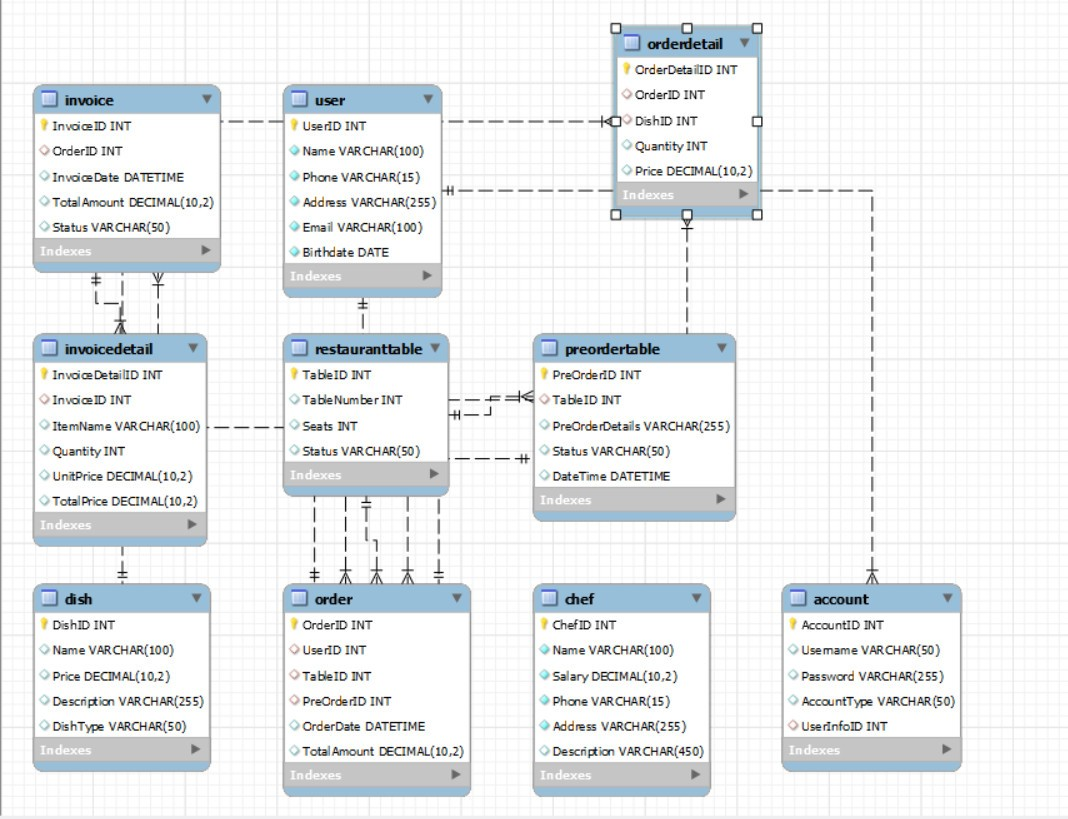 orderdetail
OrderDetailID INT
OrderID INT
DishID INT
Quantity INT
Price DECIMAL(10,2)
Indexes
invoice
InvoiceID INT
OrderID INT
InvoiceDate DATETIME
TotalAmount DECIMAL(10,2)
Status VARCHAR(50)
Indexes
user
UserID INT
Name VARCHAR(100)
Phone VARCHAR(15)
Address VARCHAR(255)
Email VARCHAR(100)
Birthdate DATE
Indexes
invoicedetail
InvoiceDetailID INT
InvoiceID INT
ItemName VARCHAR(100)
Quantity INT
UnitPrice DECIMAL(10,2)
TotalPrice DECIMAL(10,2)
Indexes
restauranttable
TableID INT
TableNumber INT
Seats INT
Status VARCHAR(50)
Indexes
preordertable
PreOrderID INT
TableID INT
PreOrderDetails VARCHAR(255)
Status VARCHAR(50)
DateTime DATETIME
Indexes
dish
DishID INT
Name VARCHAR(100)
Price DECIMAL(10,2)
Description VARCHAR(255)
DishType VARCHAR(50)
Indexes
order
OrderID INT
UserID INT
TableID INT
PreOrderID INT
OrderDate DATETIME
TotalAmount DECIMAL(10,2)
Indexes
chef
ChefID INT
Name VARCHAR(100)
Salary DECIMAL(10,2)
Phone VARCHAR(15)
Address VARCHAR(255)
Description VARCHAR(450)
Indexes
account
AccountID INT
Username VARCHAR(50)
Password VARCHAR(255)
AccountType VARCHAR(50)
UserInfoID INT
Indexes